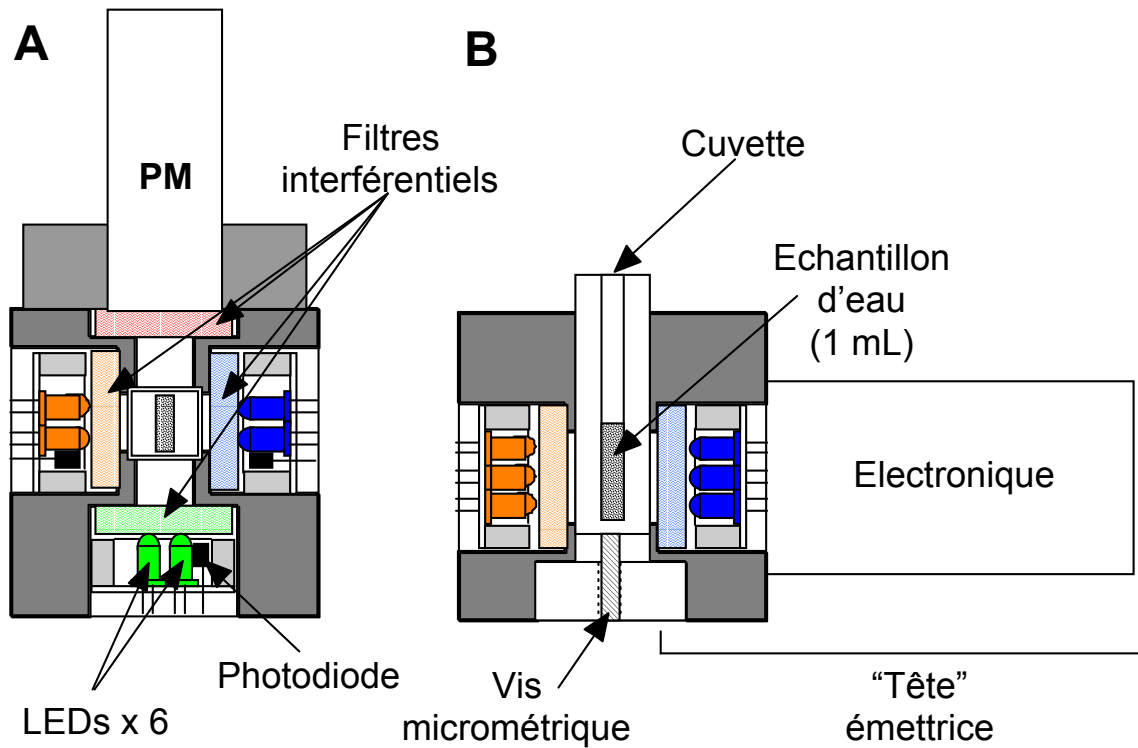 A
PM
Filtres
interférentiels
Photodiode
LEDs x 6
B
Cuvette
Echantillon
d’eau
(1 mL)
Electronique
Vis
micrométrique
“Tête”
émettrice